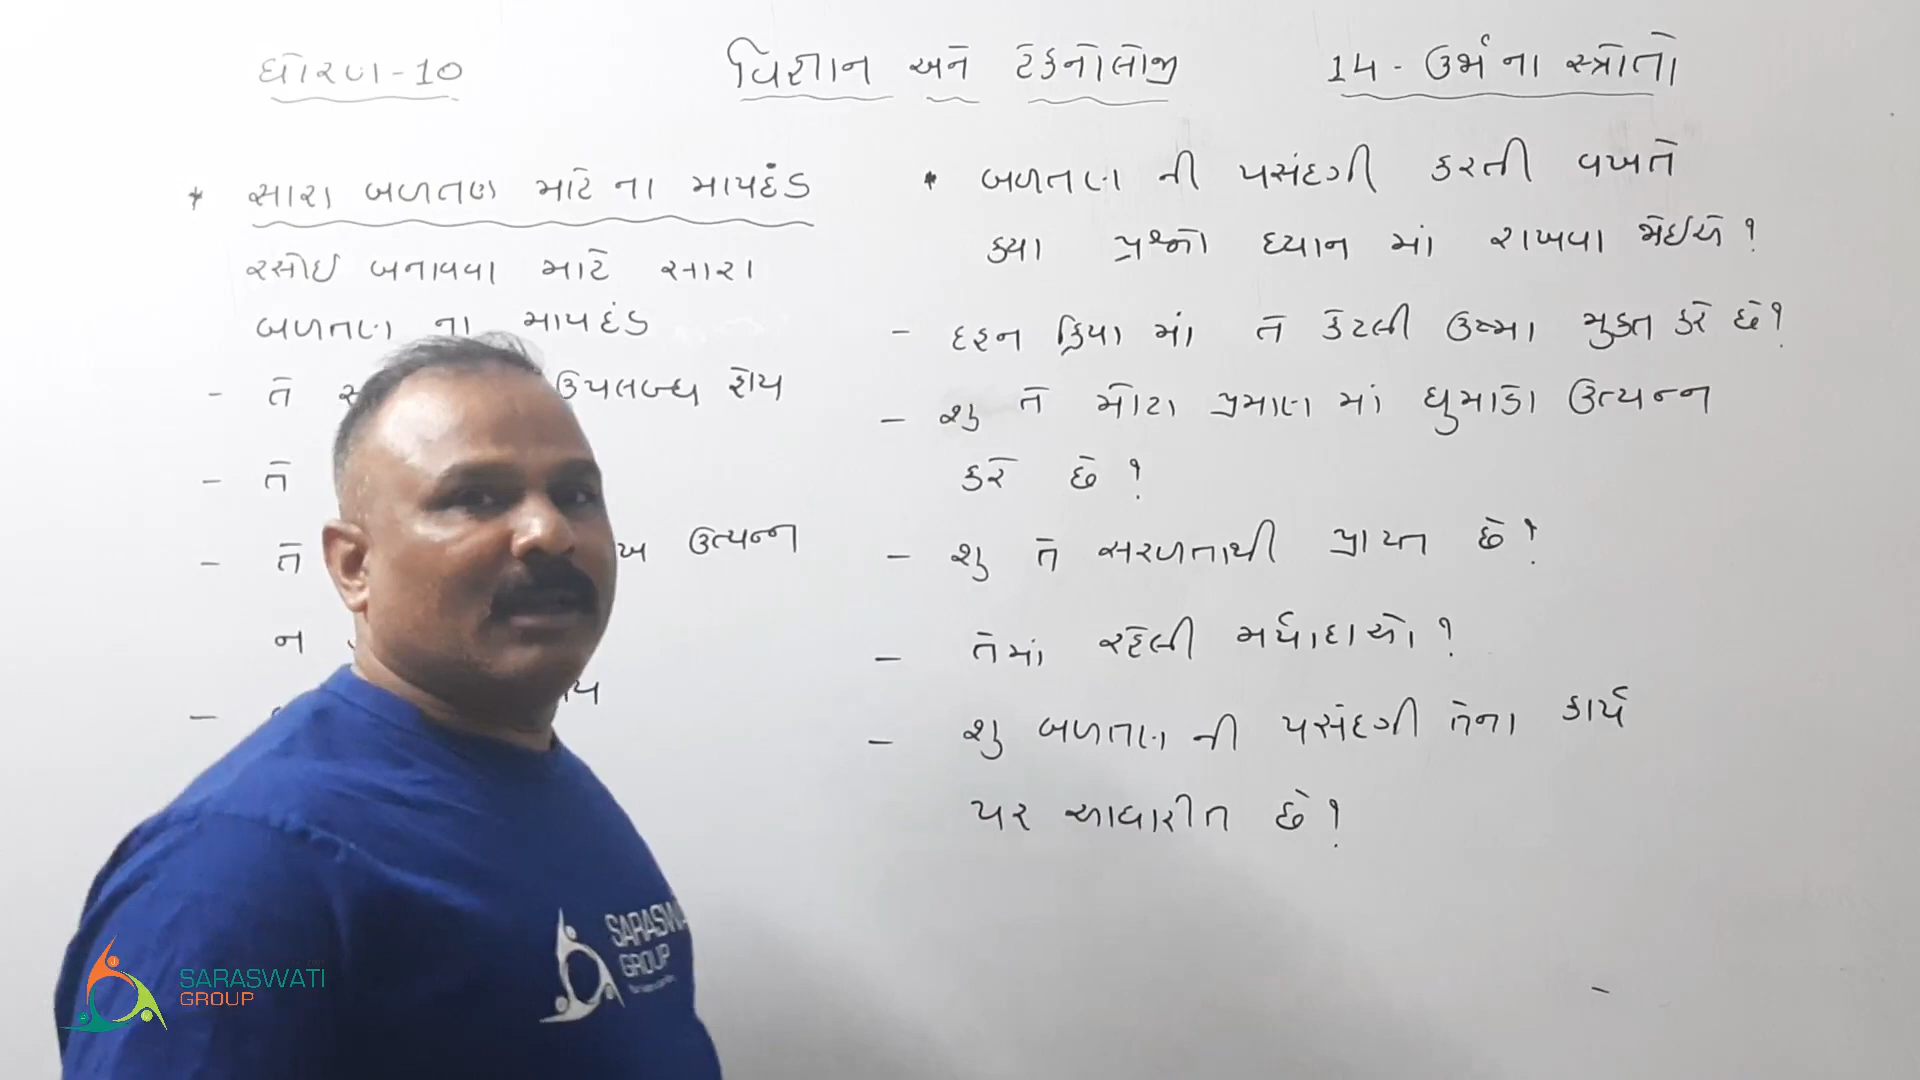 ધોરણ-10
વિજ્ઞાન અને ટેકનોલોજી
14 - ઉર્જાના સ્ત્રોતો
* સારા બળતણ માટે ના માપદંડ
રસોઇ બનાવવા માટે સારા
બળતણ ના માપદંડ
- તે ઉપલબ્ધ હોય
- તે
- તે ઉત્પન્ન
ન
-
* બળતણ ની પસંદગી કરતી વખતે
ક્યા પ્રશ્નો ધ્યાન માં રાખવા જોઇએ ?
- દહન ક્રિયા માં તે કેટલી ઉષ્મા મુક્ત કરે છે ?
- શુ તે મોટા પ્રમાણ માં ધુમાડો ઉત્પન્ન
કરે છે ?
- શુ તે સરળતાથી પ્રાપ્ત છે ?
- તેમાં રહેલી મર્યાદાઓ ?
- શુ બળતણ ની પસંદગી તેના કાર્ય
પર આધારીત છે ?
SARASWA
GROUP
SARASWATI
GROUP